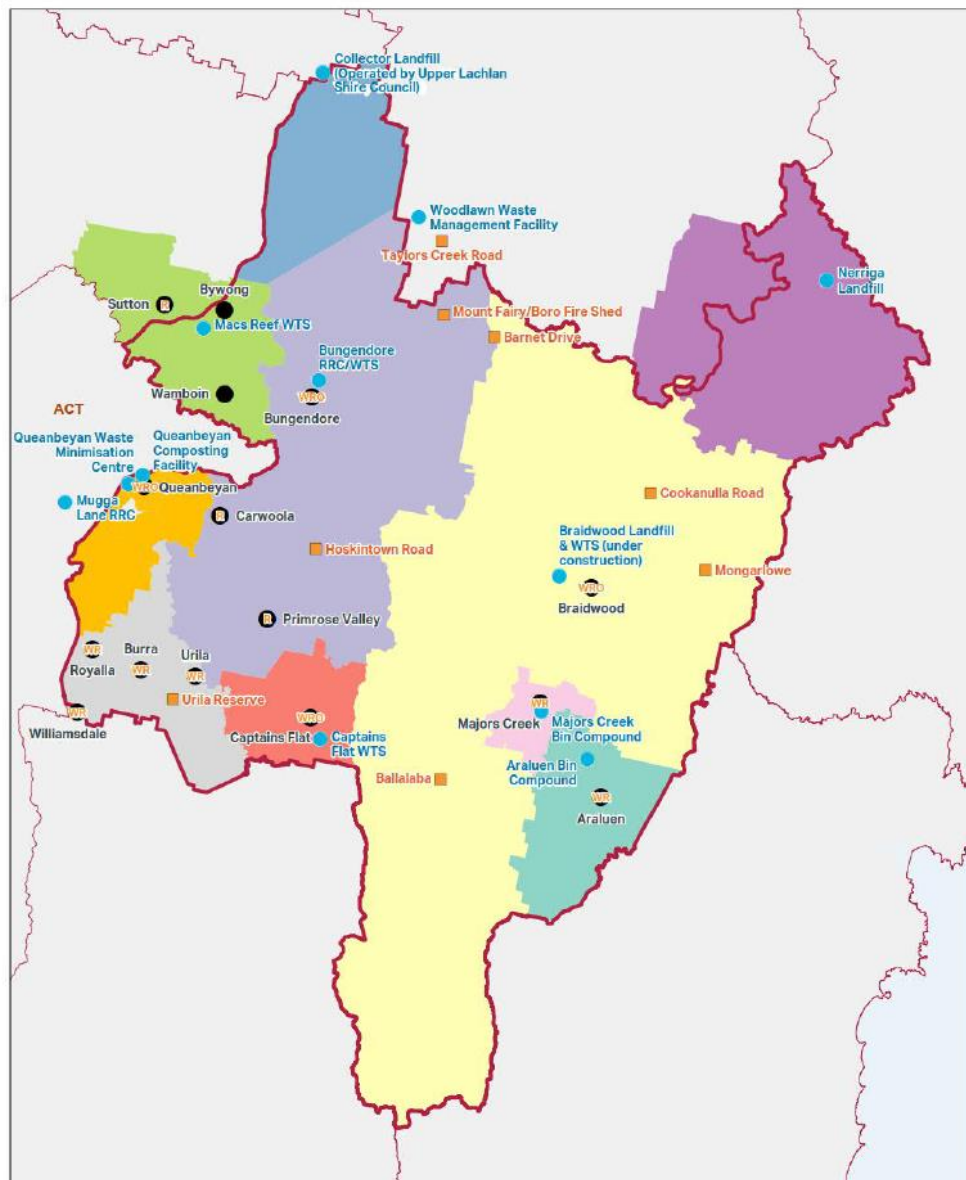 Collector Landfill
(Operated by Upper Lachlan
Shire Council)
Woodlawn Waste
Management Facility
Taylors Creek Road
Nerriga
Landfill
Bywong
Sutton
R
Macs Reef WTS
Mount Fairy/Boro Fire Shed
Barnet Drive
Bungendore
RRC/WTS
Wamboin
WRO
Bungendore
ACT
Queanbeyan Waste
Minimisation
Centre
Queanbeyan
Composting
Facility
WRO
Queanbeyan
Mugga
Lane RRC
R
Carwoola
Cookanulla Road
Hoskintown Road
Braidwood Landfill
& WTS (under
construction)
Mongarlowe
WRO
Braidwood
R
Primrose Valley
WR
Royalla
Burra
WR
Urila
WR
Urila Reserve
WR
Williamsdale
WRO
Captains Flat
Captains
Flat WTS
WR
Majors Creek
Majors Creek
Bin Compound
Araluen Bin
Compound
Ballalaba
WR
Araluen